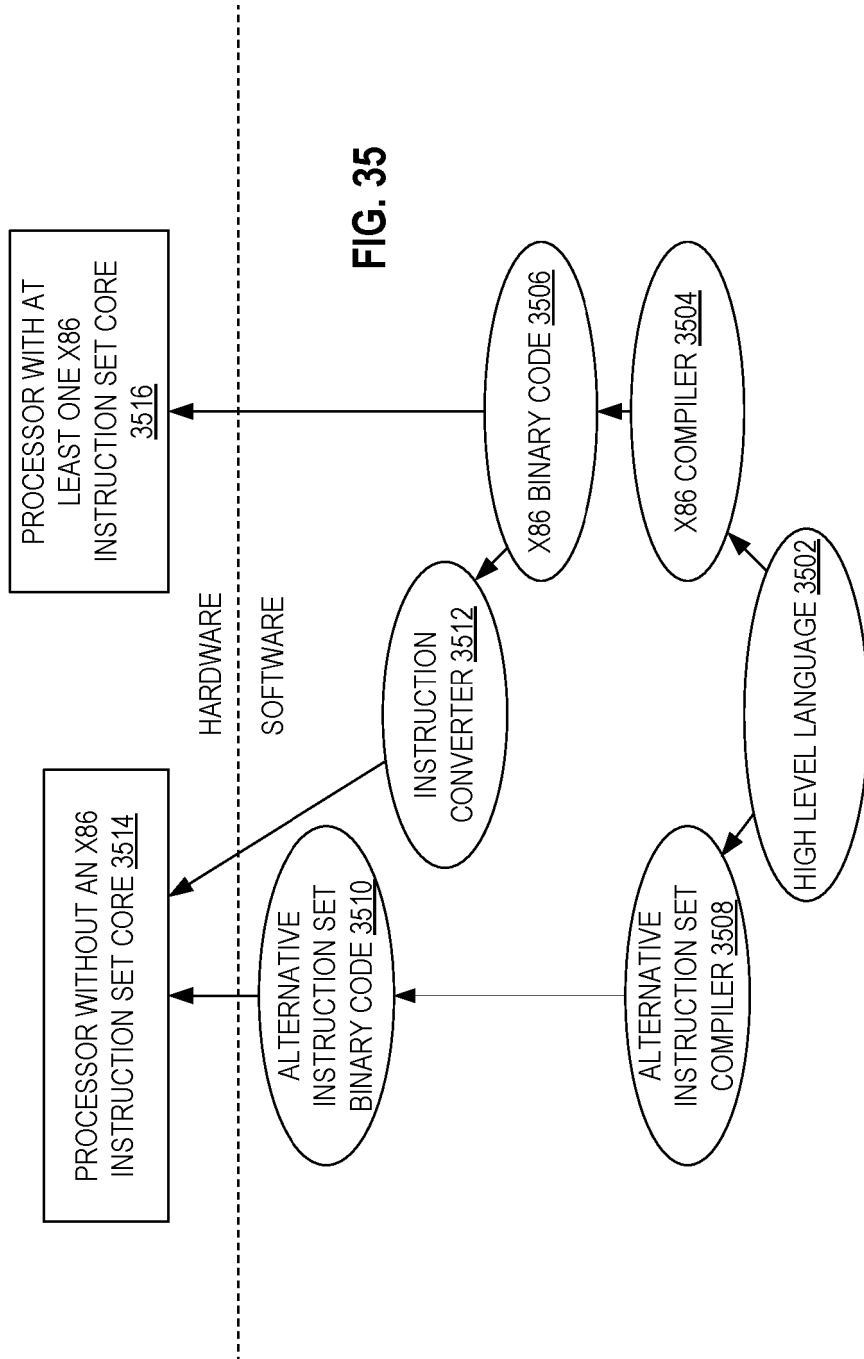 PROCESSOR WITHOUT AN X86
INSTRUCTION SET CORE 3514
PROCESSOR WITH AT
LEAST ONE X86
INSTRUCTION SET CORE
3516
HARDWARE
SOFTWARE
ALTERNATIVE
INSTRUCTION SET
BINARY CODE 3510
INSTRUCTION
CONVERTER 3512
FIG. 35
X86 BINARY CODE 3506
ALTERNATIVE
INSTRUCTION SET
COMPILER 3508
X86 COMPILER 3504
HIGH LEVEL LANGUAGE 3502